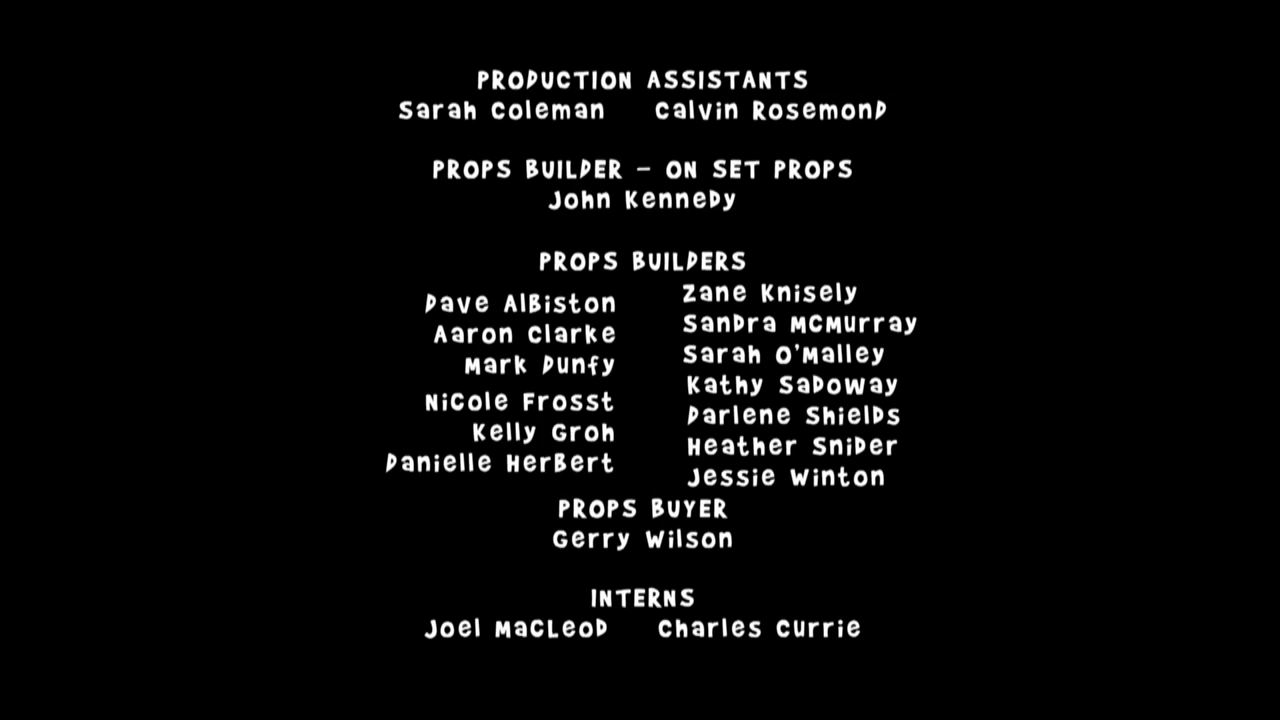 PRODUCTION ASSISTANTS
Sarah Coleman Calvin Rosemond
PROPS BUILDER – ON SET PROPS
John Kennedy
PROPS BUILDERS
Dave Albiston
Aaron Clarke
Mark Dunfy
Nicole Frosst
Kelly Groh
Danielle Herbert
Zane Knisely
Sandra McMurray
Sarah O'Malley
Kathy Sadoway
Darlene Shields
Heather Snider
Jessie Winton
PROPS BUYER
Gerry Wilson
INTERNS
Joel MacLeod Charles Currie